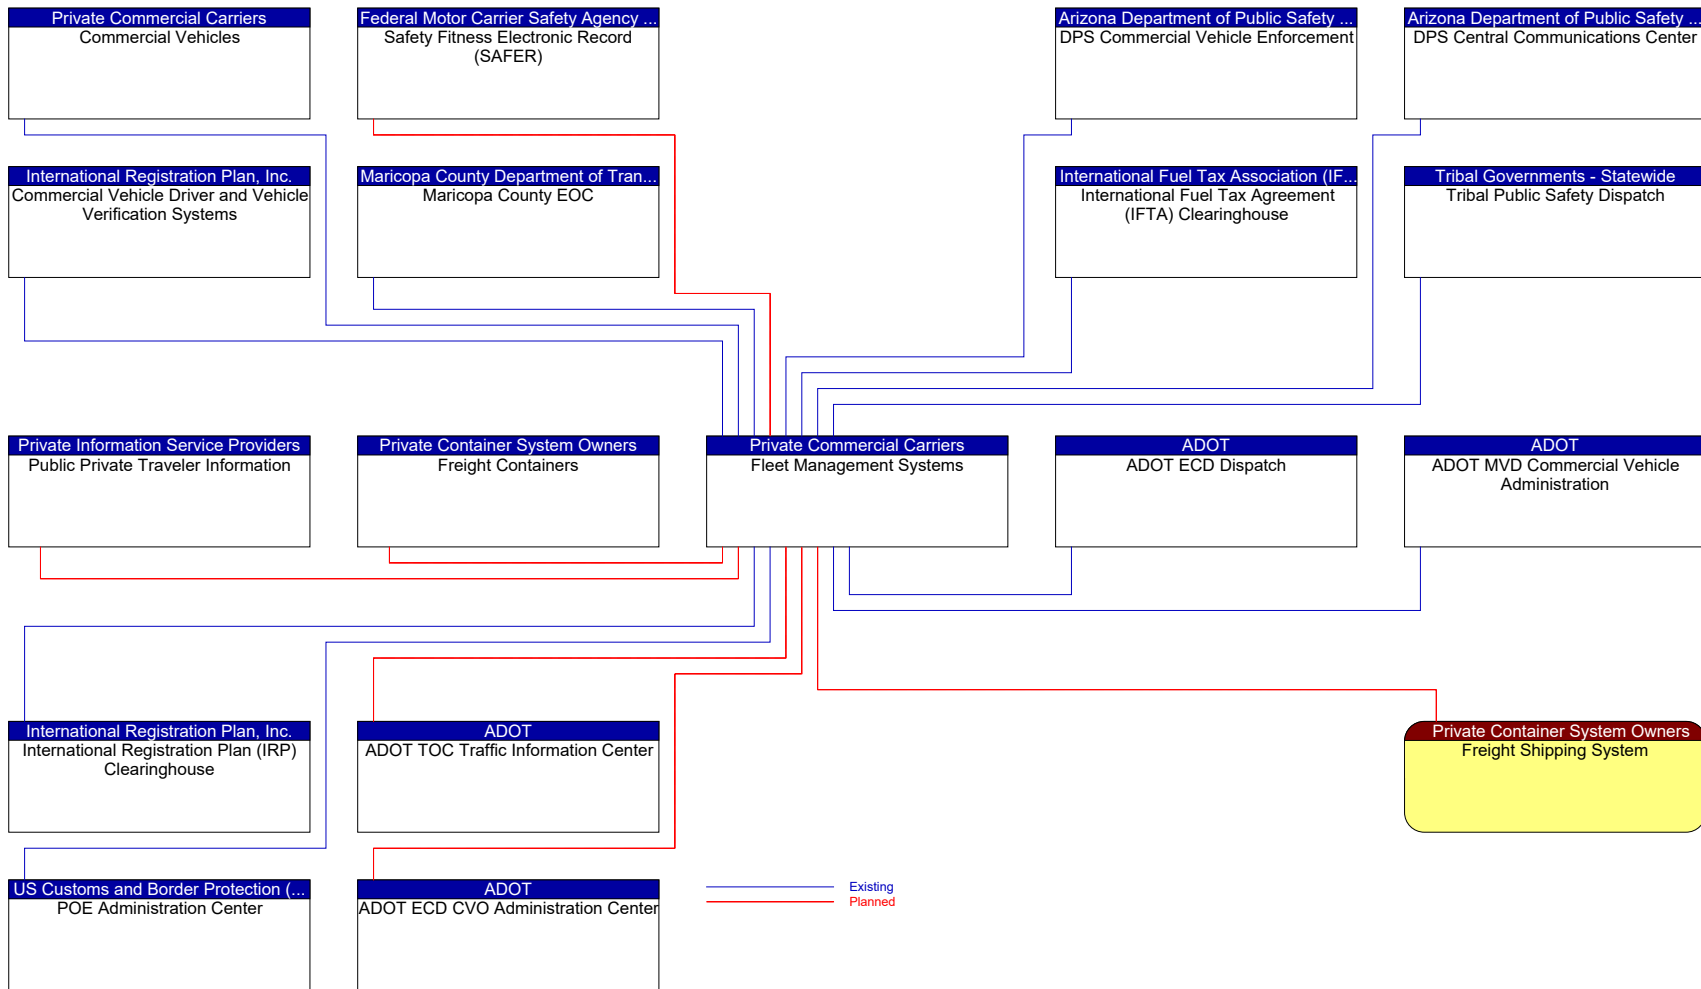 Private Commercial Carriers
Commercial Vehicles
Federal Motor Carrier Safety Agency ...
Safety Fitness Electronic Record
(SAFER)
Arizona Department of Public Safety ...
DPS Commercial Vehicle Enforcement
Arizona Department of Public Safety ...
DPS Central Communications Center
International Registration Plan, Inc.
Commercial Vehicle Driver and Vehicle
Verification Systems
Maricopa County Department of Tran...
Maricopa County EOC
International Fuel Tax Association (IF...
International Fuel Tax Agreement
(IFTA) Clearinghouse
Tribal Governments - Statewide
Tribal Public Safety Dispatch
Private Information Service Providers
Public Private Traveler Information
Private Container System Owners
Freight Containers
Private Commercial Carriers
Fleet Management Systems
ADOT
ADOT ECD Dispatch
ADOT
ADOT MVD Commercial Vehicle
Administration
International Registration Plan, Inc.
International Registration Plan (IRP)
Clearinghouse
ADOT
ADOT TOC Traffic Information Center
Private Container System Owners
Freight Shipping System
US Customs and Border Protection (...
POE Administration Center
ADOT
ADOT ECD CVO Administration Center
Existing
Planned